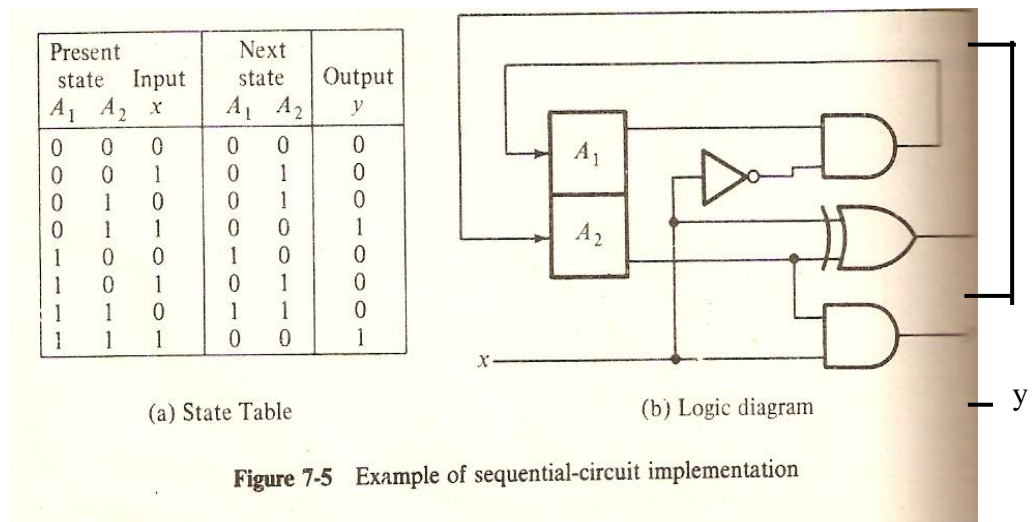 Present Next
state Input state Output
A1 A2 x A1 A2 y
0 0 0 0 0 0
0 0 1 0 1 0
0 1 0 0 1 0
0 1 1 0 0 1
1 0 0 1 0 0
1 0 1 0 1 0
1 1 0 1 1 0
1 1 1 0 0 1
(a) State Table
A1
A2
x
y
(b) Logic diagram
Figure 7-5 Example of sequential-circuit implementation